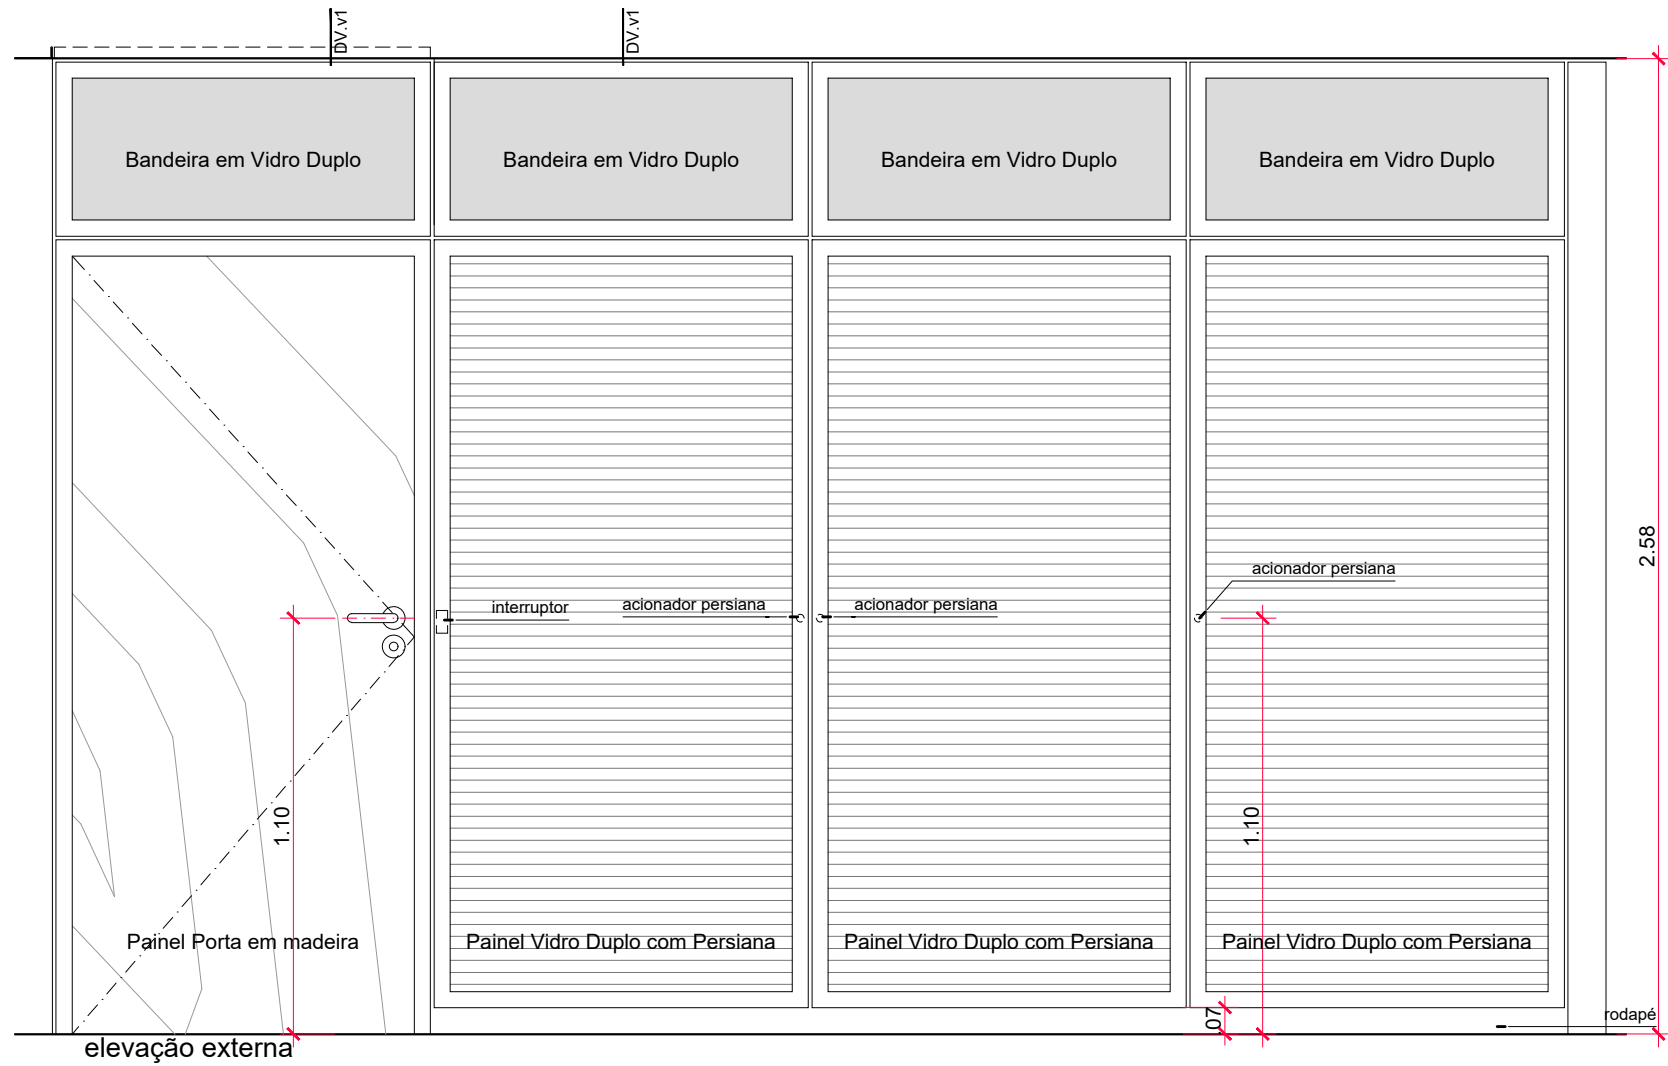 DV.v1
DV.v1
Bandeira em Vidro Duplo
Bandeira em Vidro Duplo
Bandeira em Vidro Duplo
Bandeira em Vidro Duplo
2.58
acionador persiana
interruptor
acionador persiana
acionador persiana
1.10
1.10
Painel Porta em madeira
Painel Vidro Duplo com Persiana
Painel Vidro Duplo com Persiana
Painel Vidro Duplo com Persiana
.07
rodapé
elevação externa